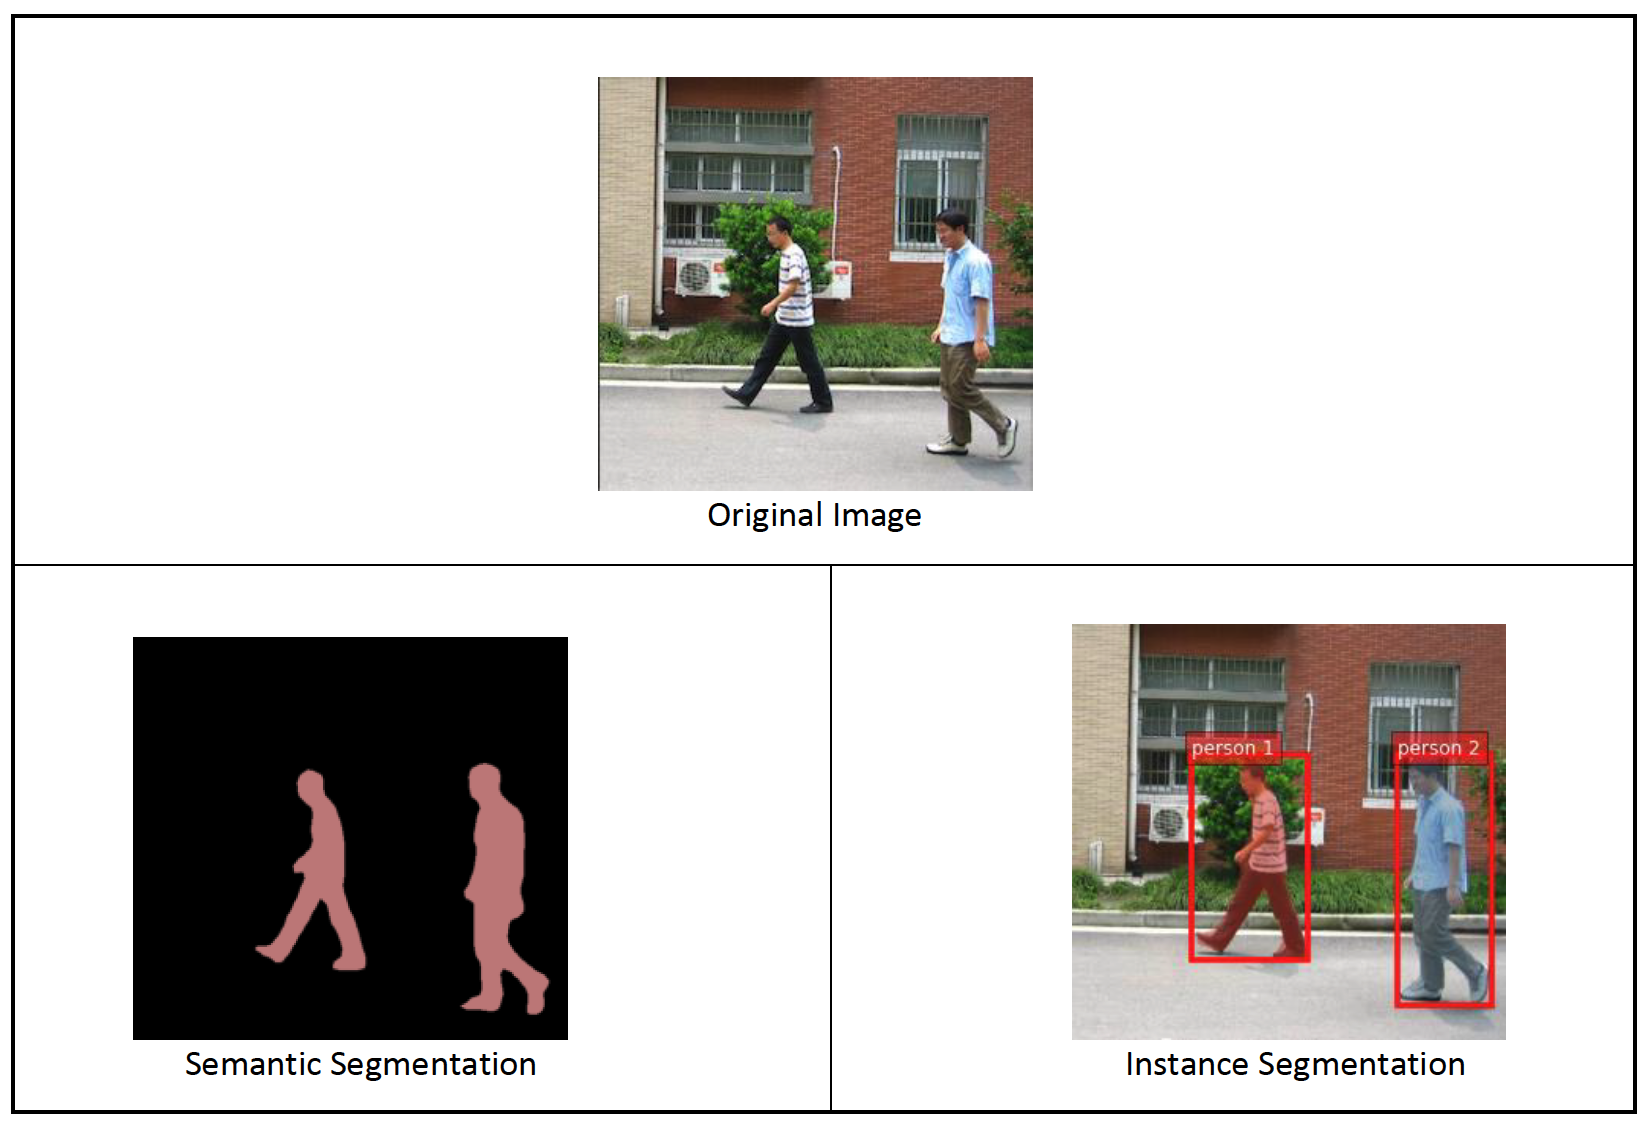 Original Image
person 1
person 2
Semantic Segmentation
Instance Segmentation